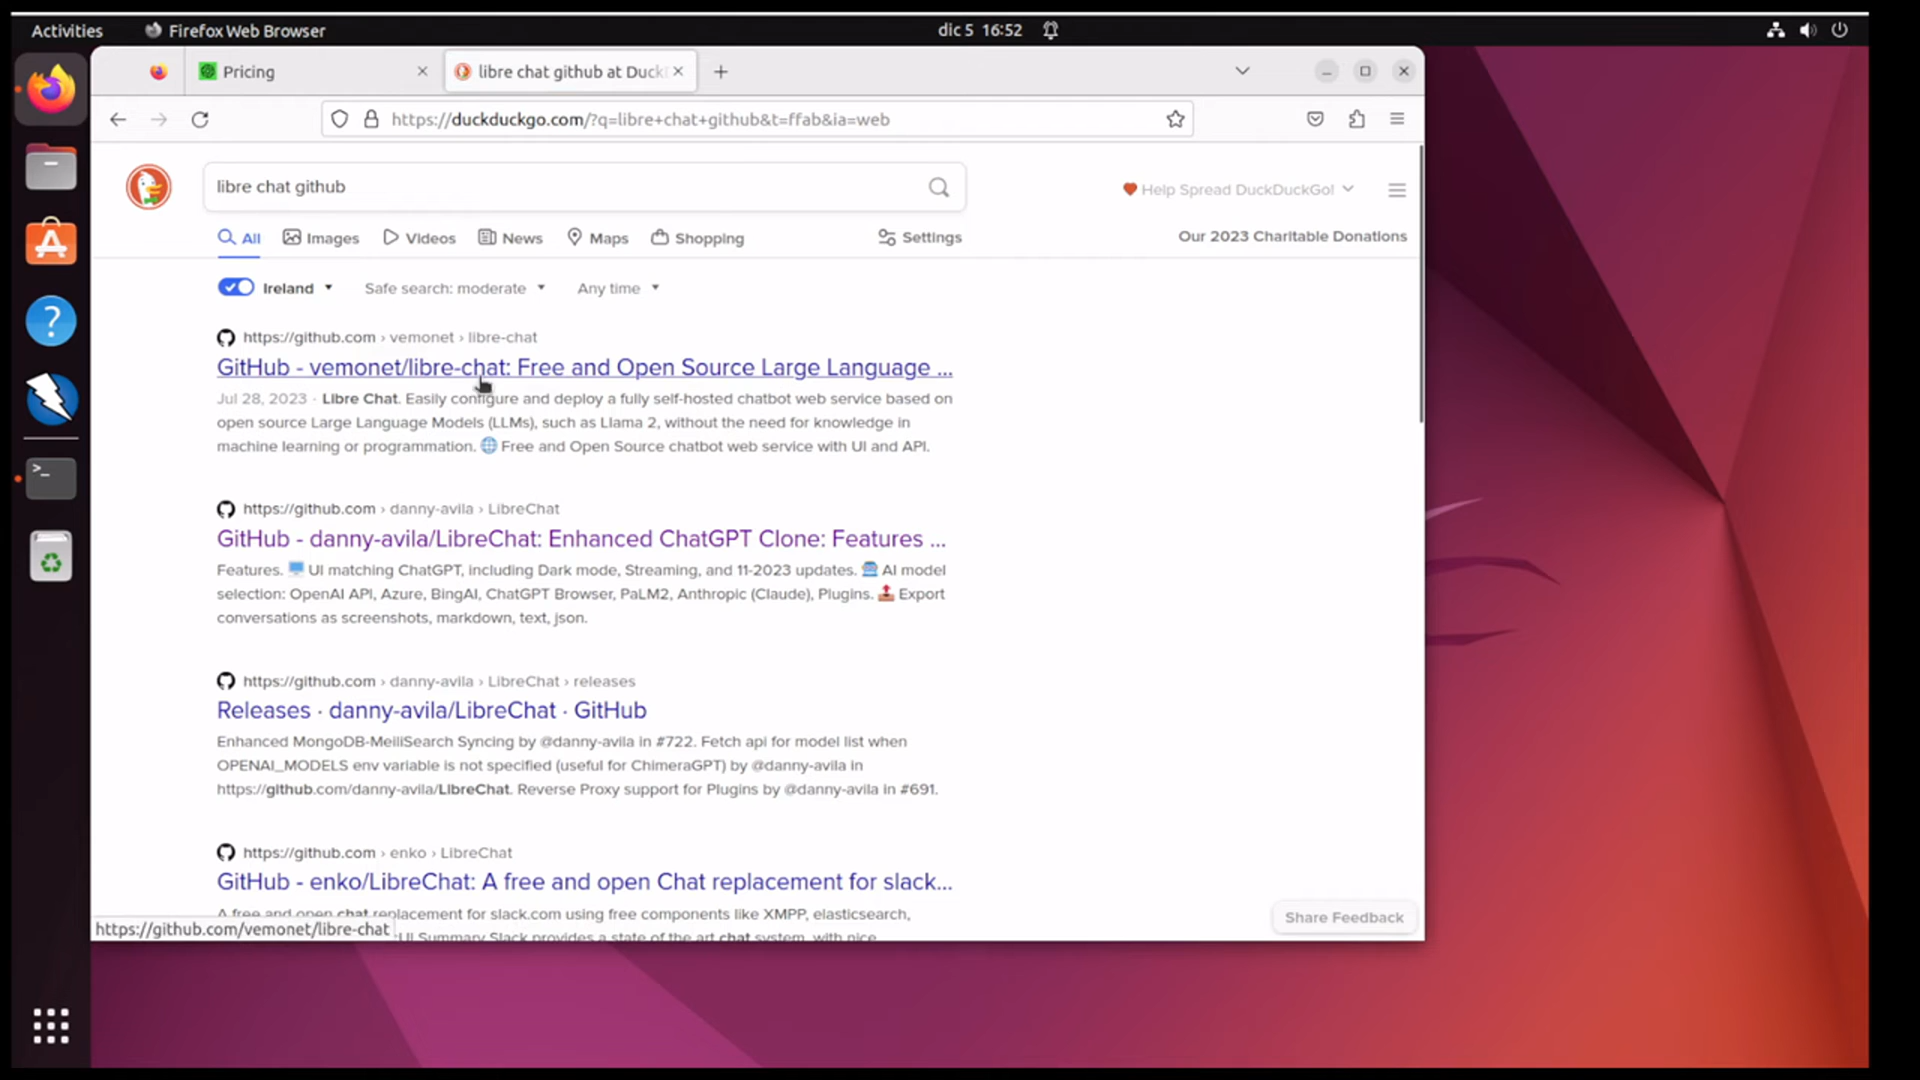 Activities
Firefox Web Browser
dic 5 16:52
Pricing
libre chat github at Duck
https://duckduckgo.com/?q=libre+chat+github&t=ffab&ia=web
libre chat github
Help Spread DuckDuckGo!
All
Images
Videos
News
Maps
Shopping
Settings
Our 2023 Charitable Donations
Ireland
Safe search: moderate
Any time
https://github.com › vemonet › libre-chat
GitHub - vemonet/libre-chat: Free and Open Source Large Language ...
Jul 28, 2023 · Libre Chat. Easily configure and deploy a fully self-hosted chatbot web service based on
open source Large Language Models (LLMs), such as Llama 2, without the need for knowledge in
machine learning or programmation. Free and Open Source chatbot web service with UI and API.
https://github.com › danny-avila › LibreChat
GitHub - danny-avila/LibreChat: Enhanced ChatGPT Clone: Features ...
Features. UI matching ChatGPT, including Dark mode, Streaming, and 11-2023 updates. AI model
selection: OpenAI API, Azure, BingAI, ChatGPT Browser, PaLM2, Anthropic (Claude), Plugins. Export
conversations as screenshots, markdown, text, json.
https://github.com › danny-avila › LibreChat › releases
Releases · danny-avila/LibreChat · GitHub
Enhanced MongoDB-MeiliSearch Syncing by @danny-avila in #722. Fetch api for model list when
OPENAI_MODELS env variable is not specified (useful for ChimeraGPT) by @danny-avila in
https://github.com/danny-avila/LibreChat. Reverse Proxy support for Plugins by @danny-avila in #691.
https://github.com › enko › LibreChat
GitHub - enko/LibreChat: A free and open Chat replacement for slack...
A free and open chat replacement for slack.com using free components like XMPP, elasticsearch,
UI Summary Slack provides a state of the art chat system, with nice
https://github.com/vemonet/libre-chat
Share Feedback